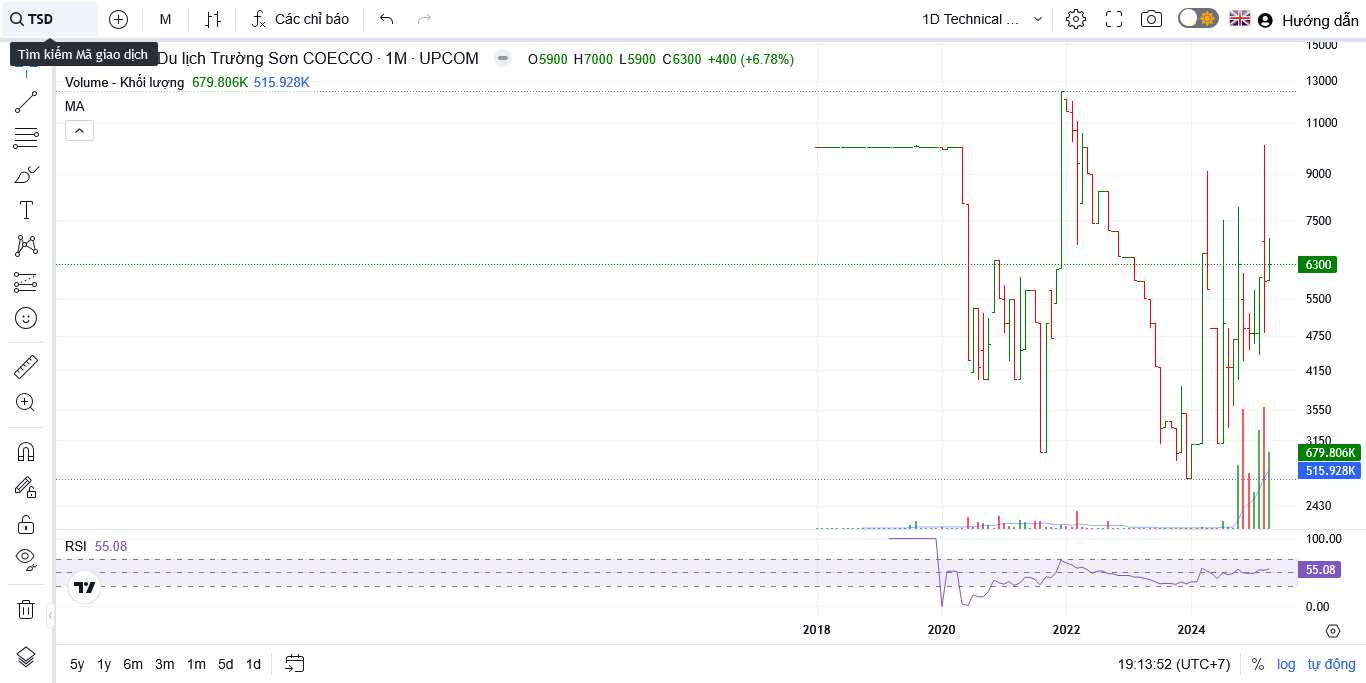 TSD
M
Các chỉ báo
1D Technical ...
Hướng dẫn
Tìm kiếm Mã giao dịch
Du lịch Trường Sơn COECCO · 1M · UPCOM
O5900 H7000 L5900 C6300 +400 (+6.78%)
Volume - Khối lượng 679.806K 515.928K
MA
15000
13000
11000
9000
7500
6300
5500
4750
4150
3550
3150
679.806K
515.928K
2430
RSI 55.08
100.00
55.08
0.00
2018
2020
2022
2024
5y 1y 6m 3m 1m 5d 1d
19:13:52 (UTC+7)
% log tự động